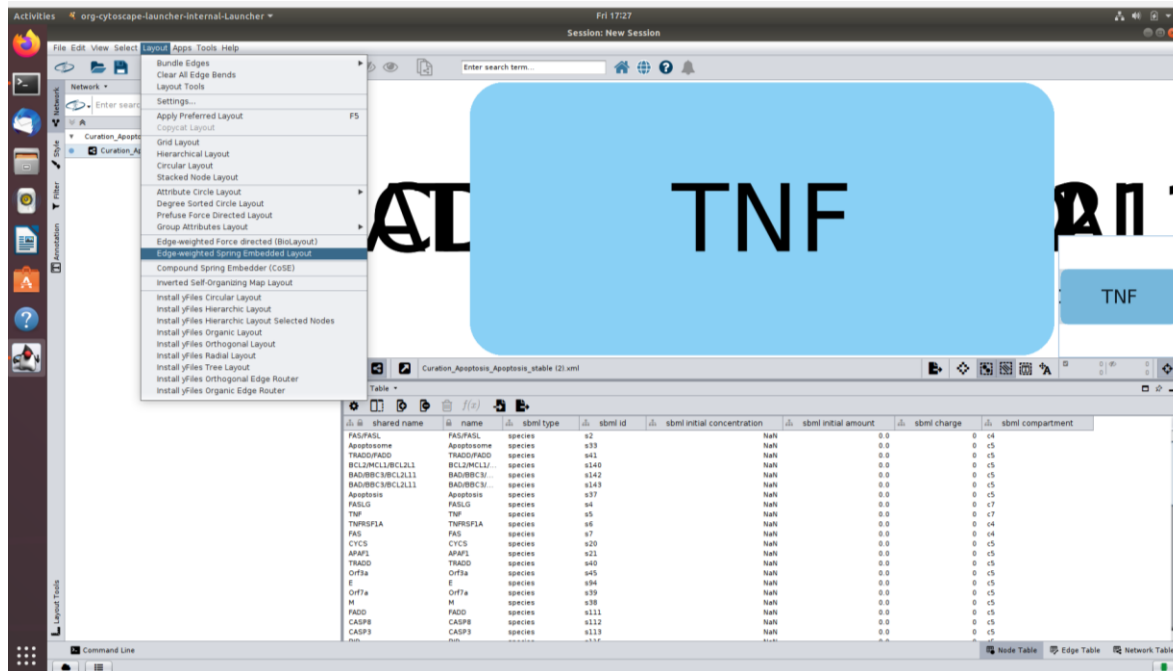 Activities org-cytoscape-launcher-internal-Launcher ▾ Fri 17:27
Session: New Session
File Edit View Select Layout Apps Tools Help
Enter search term...
Network ▾
Enter searc
Curation_Apopto
Curation_Ap
Network
Style
Filter
Annotation
Layout Tools
Bundle Edges
Clear All Edge Bends
Layout Tools
Settings...
Apply Preferred Layout F5
Copycat Layout
Grid Layout
Hierarchical Layout
Circular Layout
Stacked Node Layout
Attribute Circle Layout
Degree Sorted Circle Layout
Prefuse Force Directed Layout
Group Attributes Layout
Edge-weighted Force directed (BioLayout)
Edge-weighted Spring Embedded Layout
Compound Spring Embedder (CoSE)
Inverted Self-Organizing Map Layout
Install yFiles Circular Layout
Install yFiles Hierarchic Layout
Install yFiles Hierarchic Layout Selected Nodes
Install yFiles Organic Layout
Install yFiles Orthogonal Layout
Install yFiles Radial Layout
Install yFiles Tree Layout
Install yFiles Orthogonal Edge Router
Install yFiles Organic Edge Router
TNF
TNF
Curation_Apoptosis_Apoptosis_stable (2).xml
Table ▾
f(x)
shared name name sbml type sbml id sbml initial concentration sbml initial amount sbml charge sbml compartment
FAS/FASL FAS/FASL species s2 NaN 0.0 0 c4
Apoptosome Apoptosome species s33 NaN 0.0 0 c5
TRADD/FADD TRADD/FADD species s41 NaN 0.0 0 c5
BCL2/MCL1/BCL2L1 BCL2/MCL1/... species s140 NaN 0.0 0 c5
BAD/BBC3/BCL2L11 BAD/BBC3/... species s142 NaN 0.0 0 c5
BAD/BBC3/BCL2L11 BAD/BBC3/... species s143 NaN 0.0 0 c5
Apoptosis Apoptosis species s37 NaN 0.0 0 c5
FASLG FASLG species s4 NaN 0.0 0 c7
TNF TNF species s5 NaN 0.0 0 c7
TNFRSF1A TNFRSF1A species s6 NaN 0.0 0 c4
FAS FAS species s7 NaN 0.0 0 c4
CYCS CYCS species s20 NaN 0.0 0 c5
APAF1 APAF1 species s21 NaN 0.0 0 c5
TRADD TRADD species s40 NaN 0.0 0 c5
Orf3a Orf3a species s45 NaN 0.0 0 c5
E E species s94 NaN 0.0 0 c5
Orf7a Orf7a species s39 NaN 0.0 0 c5
M M species s38 NaN 0.0 0 c5
FADD FADD species s111 NaN 0.0 0 c5
CASP8 CASP8 species s112 NaN 0.0 0 c5
CASP3 CASP3 species s113 NaN 0.0 0 c5
Command Line Node Table Edge Table Network Tabl